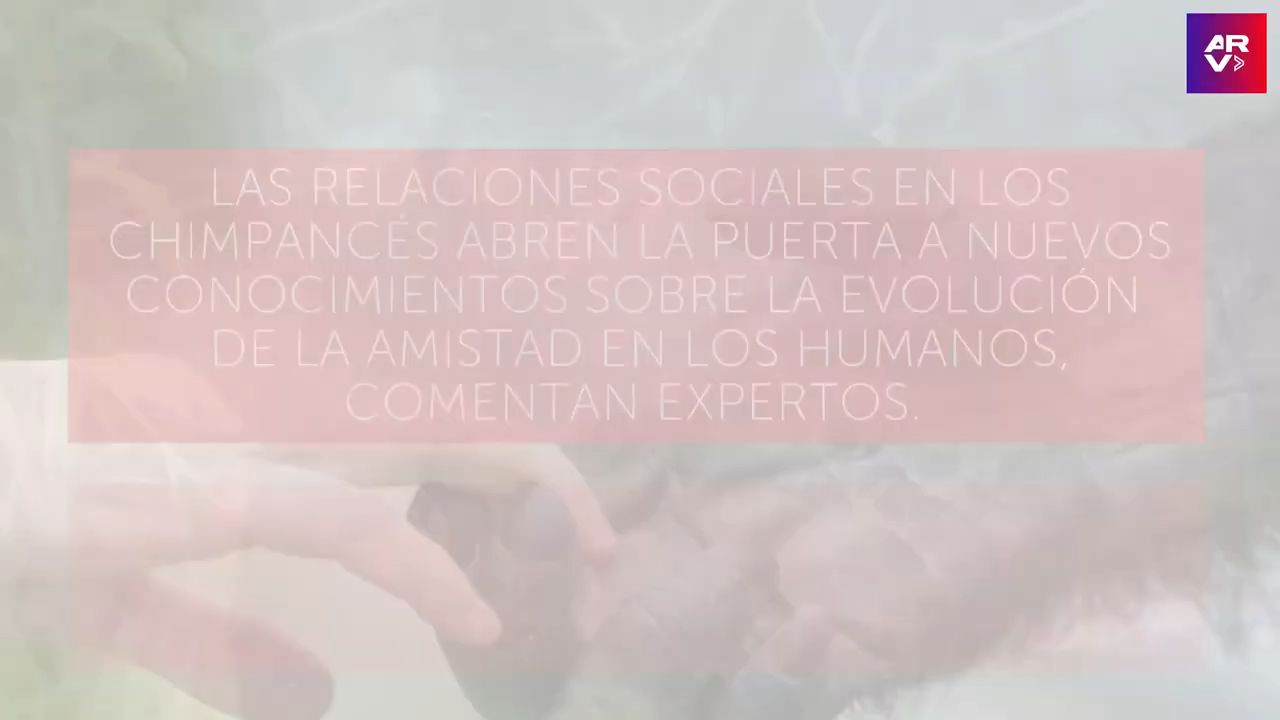 ARV
LAS RELACIONES SOCIALES EN LOS
CHIMPANCÉS ABREN LA PUERTA A NUEVOS
CONOCIMIENTOS SOBRE LA EVOLUCIÓN
DE LA AMISTAD EN LOS HUMANOS,
COMENTAN EXPERTOS.